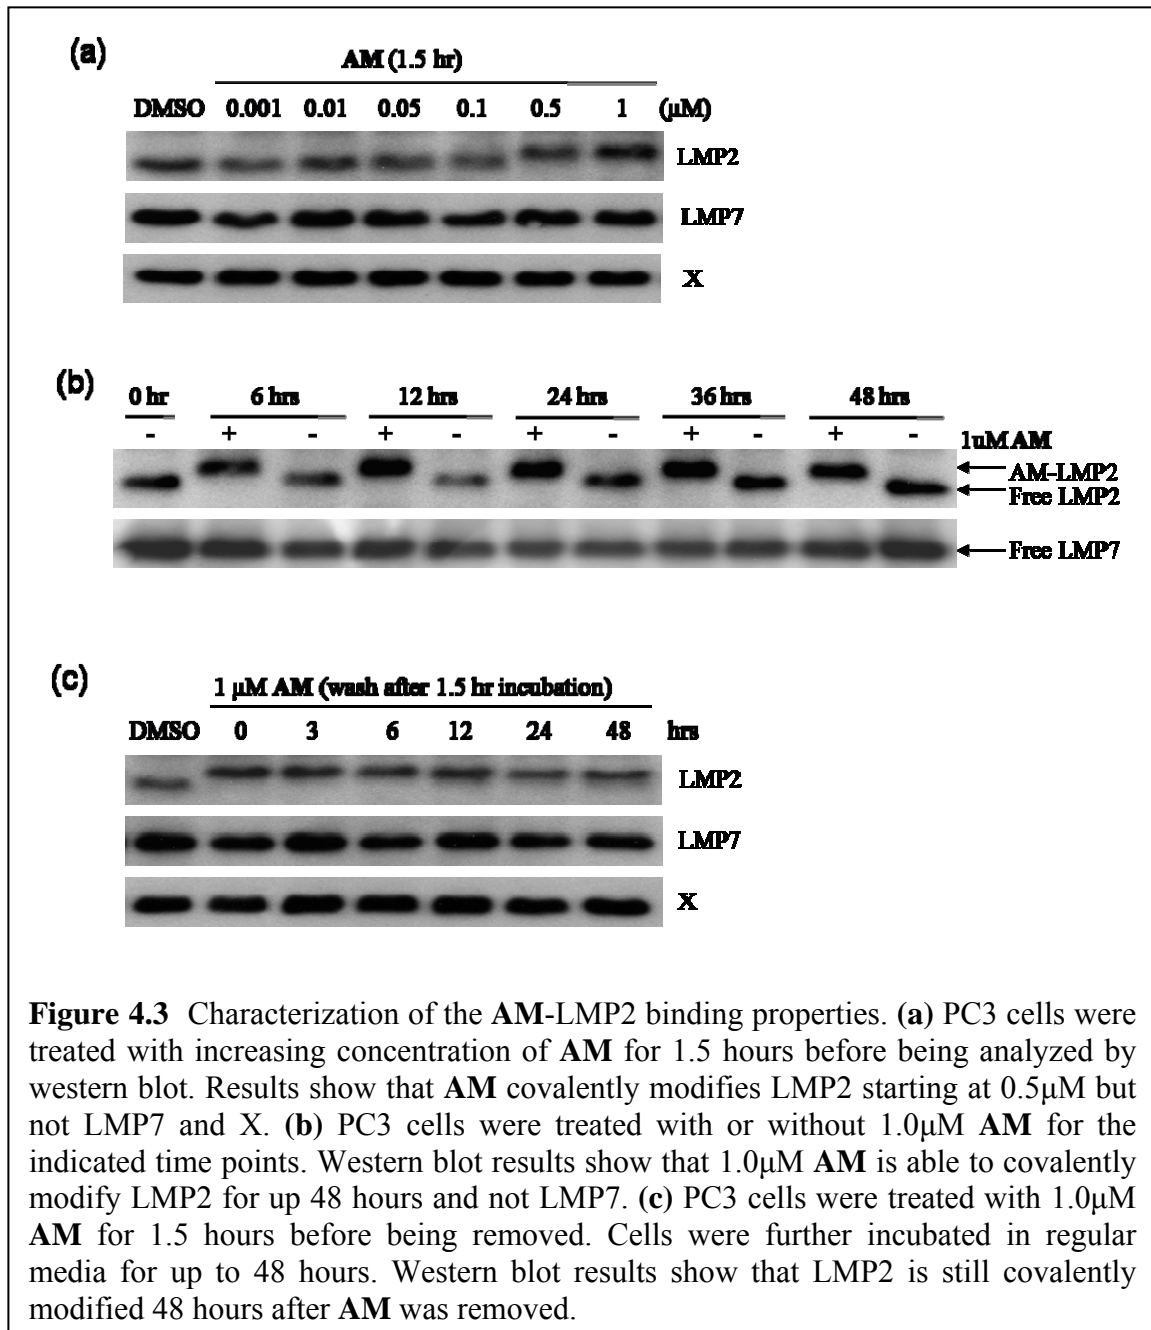 (a)
AM (1.5 hr)
DMSO 0.001 0.01 0.05 0.1 0.5 1 (μM)
LMP2
LMP7
X
(b)
0 hr 6 hrs 12 hrs 24 hrs 36 hrs 48 hrs
- + - + - + - + - + - 1uM AM
AM-LMP2
Free LMP2
Free LMP7
(c)
1 μM AM (wash after 1.5 hr incubation)
DMSO 0 3 6 12 24 48 hrs
LMP2
LMP7
X
Figure 4.3 Characterization of the AM-LMP2 binding properties. (a) PC3 cells were
treated with increasing concentration of AM for 1.5 hours before being analyzed by
western blot. Results show that AM covalently modifies LMP2 starting at 0.5μM but
not LMP7 and X. (b) PC3 cells were treated with or without 1.0μM AM for the
indicated time points. Western blot results show that 1.0μM AM is able to covalently
modify LMP2 for up 48 hours and not LMP7. (c) PC3 cells were treated with 1.0μM
AM for 1.5 hours before being removed. Cells were further incubated in regular
media for up to 48 hours. Western blot results show that LMP2 is still covalently
modified 48 hours after AM was removed.